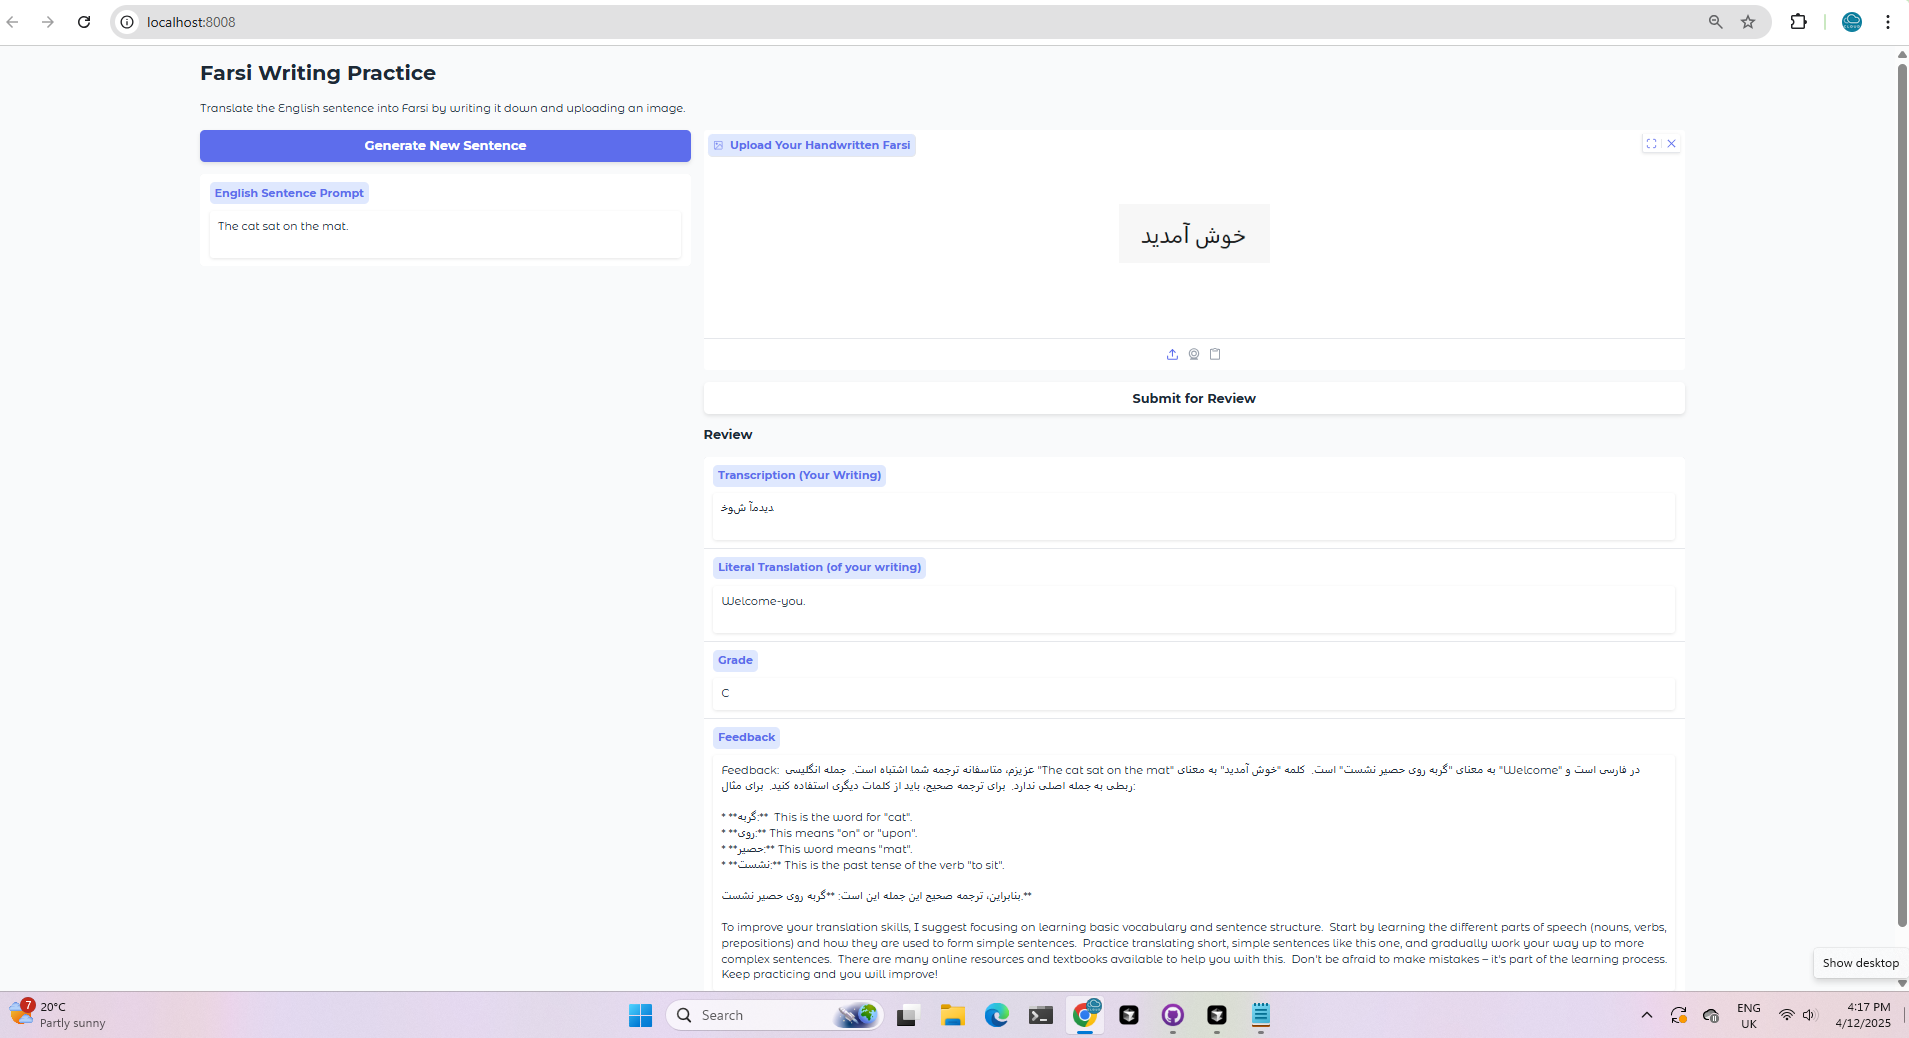 localhost:8008
Farsi Writing Practice
Translate the English sentence into Farsi by writing it down and uploading an image.
Generate New Sentence
English Sentence Prompt
The cat sat on the mat.
Upload Your Handwritten Farsi
خوش آمدید
Submit for Review
Review
Transcription (Your Writing)
دیدمآ شوخ
Literal Translation (of your writing)
Welcome-you.
Grade
C
Feedback
Feedback: عزیزم، متاسفانه ترجمه شما اشتباه است. جمله انگلیسی "The cat sat on the mat" به معنای "گربه روی حصیر نشست" است. کلمه "خوش آمدید" به معنای "Welcome" در فارسی است و
ربطی به جمله اصلی ندارد. برای ترجمه صحیح، باید از کلمات دیگری استفاده کنید. برای مثال:
* **گربه:** This is the word for "cat".
* **روی:** This means "on" or "upon".
* **حصیر:** This word means "mat".
* **نشست:** This is the past tense of the verb "to sit".
بنابراین، ترجمه صحیح این جمله این است: **گربه روی حصیر نشست.**
To improve your translation skills, I suggest focusing on learning basic vocabulary and sentence structure. Start by learning the different parts of speech (nouns, verbs,
prepositions) and how they are used to form simple sentences. Practice translating short, simple sentences like this one, and gradually work your way up to more
complex sentences. There are many online resources and textbooks available to help you with this. Don't be afraid to make mistakes – it's part of the learning process.
Keep practicing and you will improve!
Show desktop
7
20°C
Partly sunny
Search
ENG
UK
4:17 PM
4/12/2025